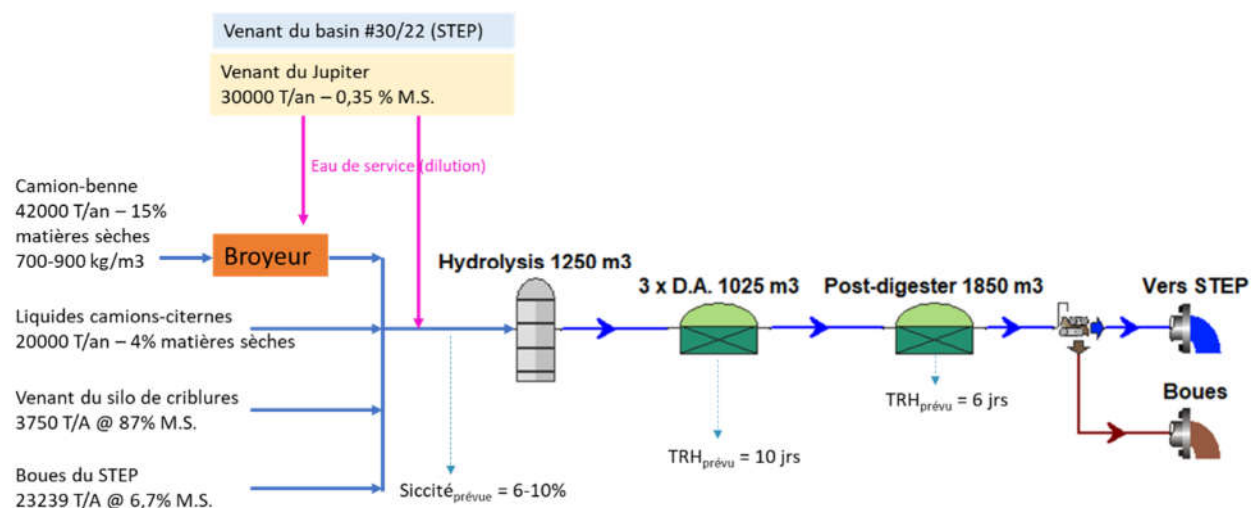 Venant du basin #30/22 (STEP)
Venant du Jupiter
30000 T/an – 0,35 % M.S.
Eau de service (dilution)
Camion-benne
42000 T/an – 15%
matières sèches
700-900 kg/m3
Broyeur
Hydrolysis 1250 m3
3 x D.A. 1025 m3
Post-digester 1850 m3
Vers STEP
Liquides camions-citernes
20000 T/an – 4% matières sèches
Venant du silo de criblures
3750 T/A @ 87% M.S.
TRHprévu = 6 jrs
Boues
TRHprévu = 10 jrs
Boues du STEP
23239 T/A @ 6,7% M.S.
Siccitéprévue = 6-10%